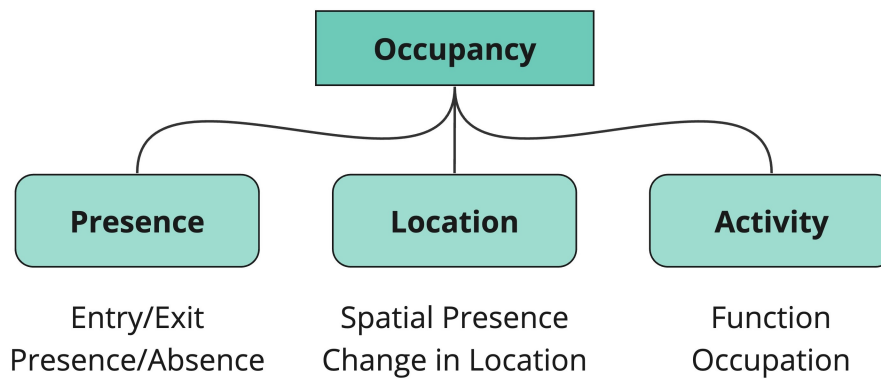 Occupancy
Presence
Location
Activity
Entry/Exit
Presence/Absence
Spatial Presence
Change in Location
Function
Occupation